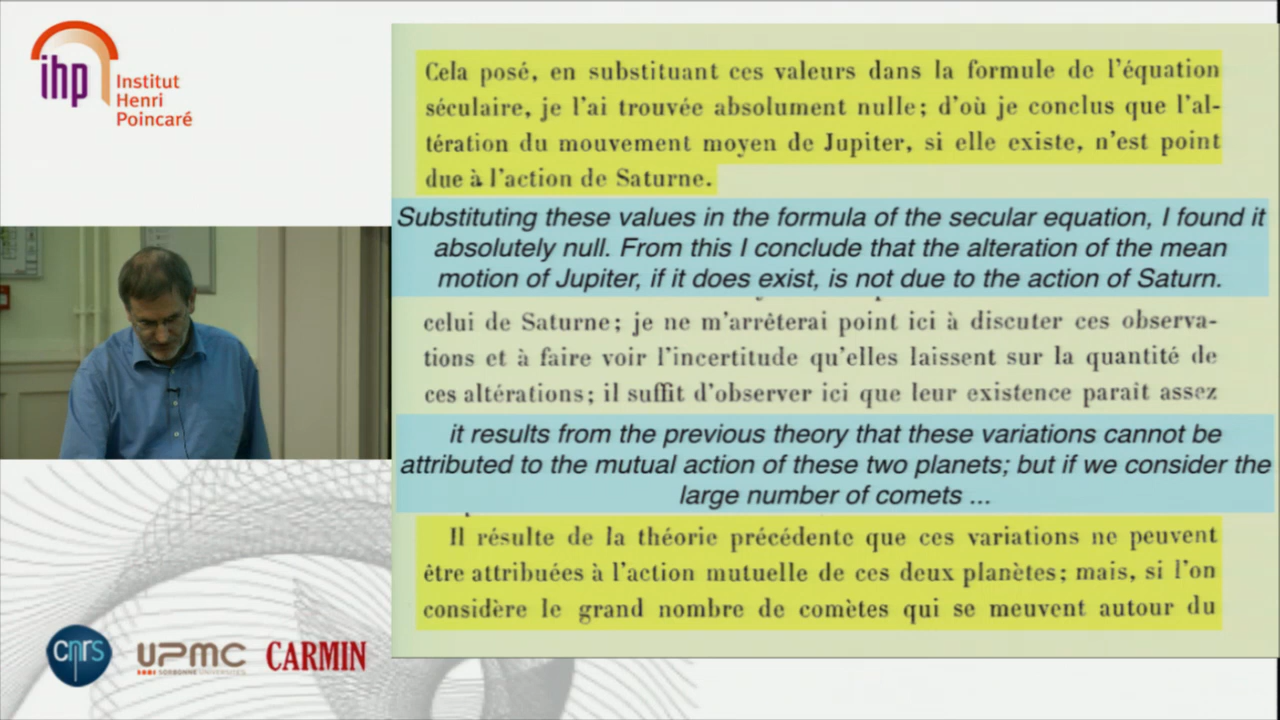 ihp
Institut
Henri
Poincaré
Cela posé, en substituant ces valeurs dans la formule de l'équation
séculaire, je l'ai trouvée absolument nulle; d'où je conclus que l'al-
tération du mouvement moyen de Jupiter, si elle existe, n'est point
due à l'action de Saturne.
Substituting these values in the formula of the secular equation, I found it
absolutely null. From this I conclude that the alteration of the mean
motion of Jupiter, if it does exist, is not due to the action of Saturn.
celui de Saturne; je ne m'arrêterai point ici à discuter ces observa-
tions et à faire voir l'incertitude qu'elles laissent sur la quantité de
ces altérations; il suffit d'observer ici que leur existence paraît assez
it results from the previous theory that these variations cannot be
attributed to the mutual action of these two planets; but if we consider the
large number of comets ...
Il résulte de la théorie précédente que ces variations ne peuvent
être attribuées à l'action mutuelle de ces deux planètes; mais, si l'on
considère le grand nombre de comètes qui se meuvent autour du
cnrs
UPMC
SORBONNE UNIVERSITÉS
CARMIN